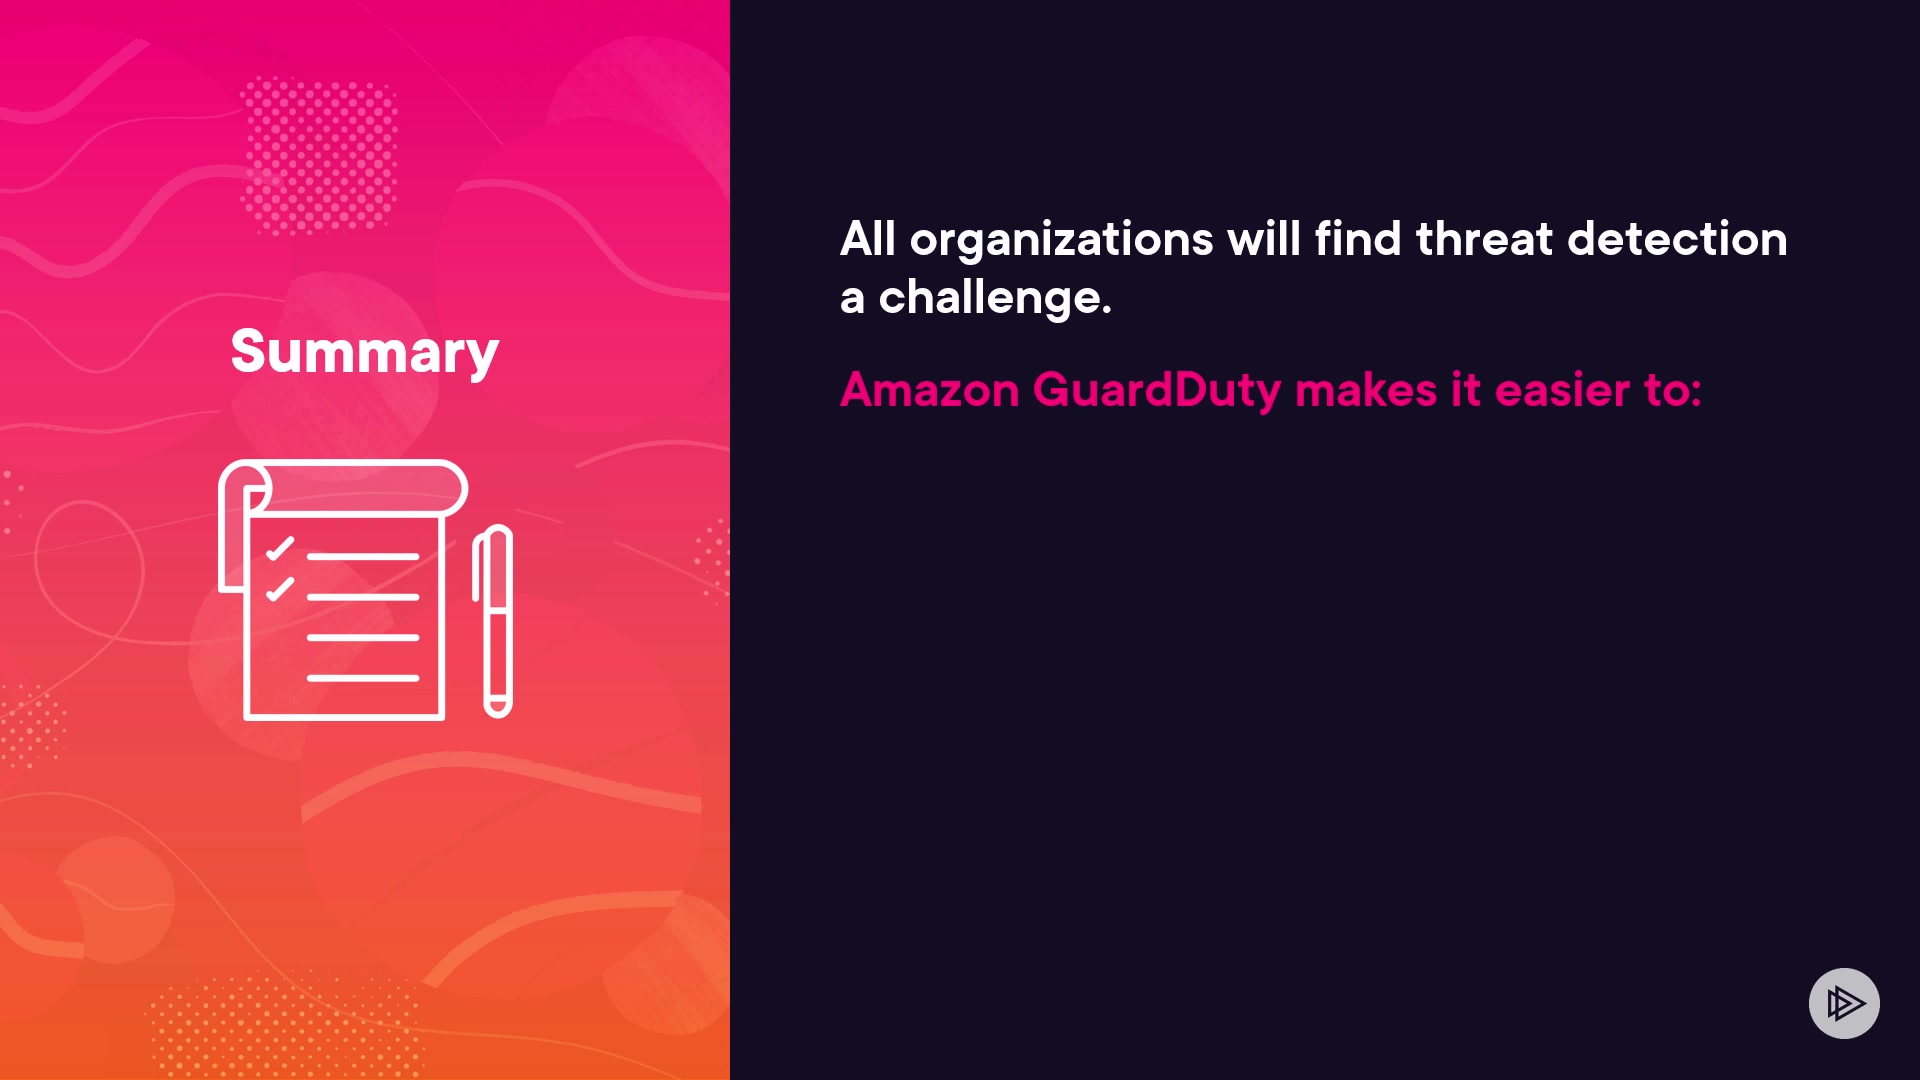 Summary
All organizations will find threat detection
a challenge.
Amazon GuardDuty makes it easier to: